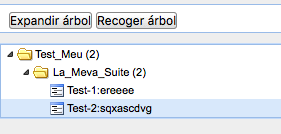 Expandir árbol Recoger árbol
Test_Meu (2)
La_Meva_Suite (2)
Test-1:ereeee
Test-2:sqxascdvg